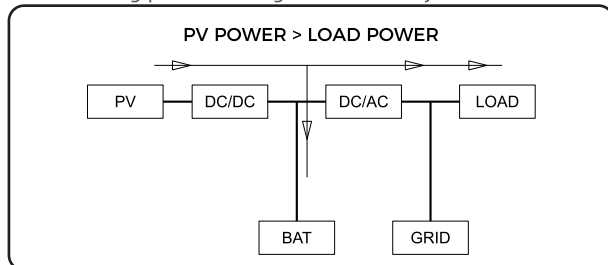 PV POWER > LOAD POWER
PV DC/DC DC/AC LOAD
BAT GRID